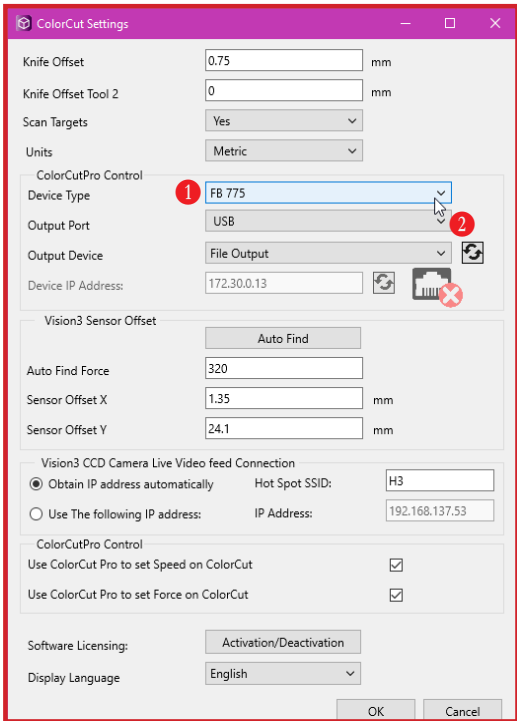 ColorCut Settings
Knife Offset 0.75 mm
Knife Offset Tool 2 0 mm
Scan Targets Yes
Units Metric
ColorCutPro Control
Device Type 1 FB 775
Output Port USB 2
Output Device File Output
Device IP Address: 172.30.0.13
Vision3 Sensor Offset
Auto Find
Auto Find Force 320
Sensor Offset X 1.35 mm
Sensor Offset Y 24.1 mm
Vision3 CCD Camera Live Video feed Connection
Obtain IP address automatically Hot Spot SSID: H3
Use The following IP address: IP Address: 192.168.137.53
ColorCutPro Control
Use ColorCut Pro to set Speed on ColorCut
Use ColorCut Pro to set Force on ColorCut
Software Licensing: Activation/Deactivation
Display Language English
OK Cancel